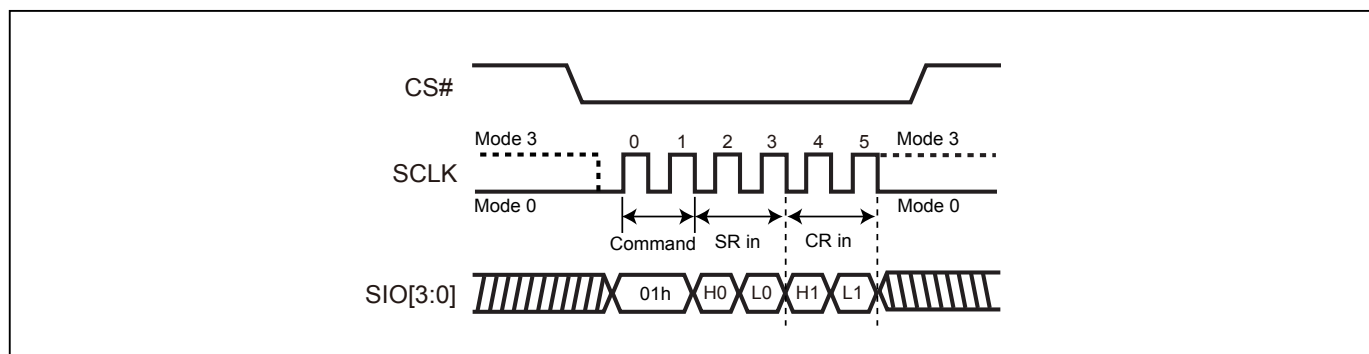 CS#
Mode 3 0 1 2 3 4 5 Mode 3
SCLK
Mode 0 Mode 0
Command SR in CR in
SIO[3:0] 01h H0 L0 H1 L1